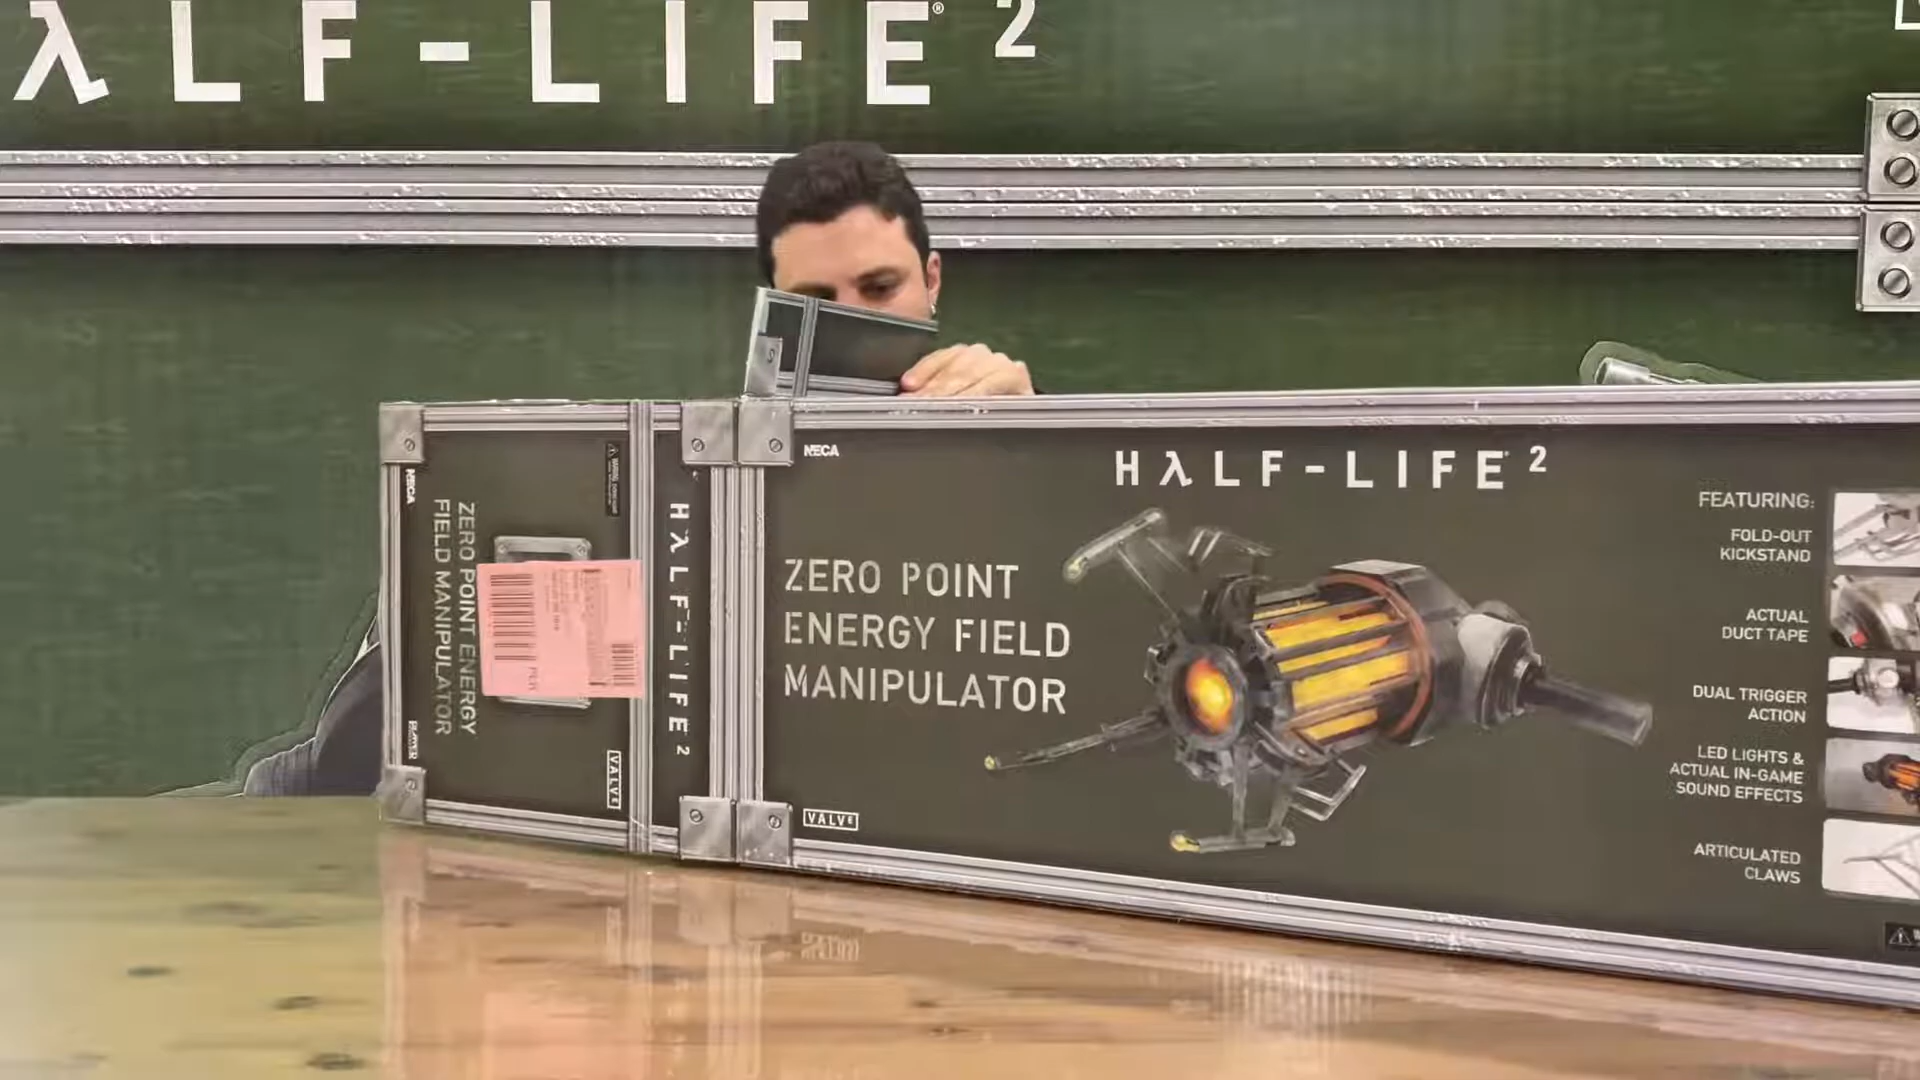 HλLF-LIFE® 2
NECA
ZERO POINT ENERGY
FIELD MANIPULATOR
VALVE
HλLF-LIFE 2
NECA
HλLF-LIFE 2
ZERO POINT
ENERGY FIELD
MANIPULATOR
VALVE
FEATURING:
FOLD-OUT
KICKSTAND
ACTUAL
DUCT TAPE
DUAL TRIGGER
ACTION
LED LIGHTS &
ACTUAL IN-GAME
SOUND EFFECTS
ARTICULATED
CLAWS